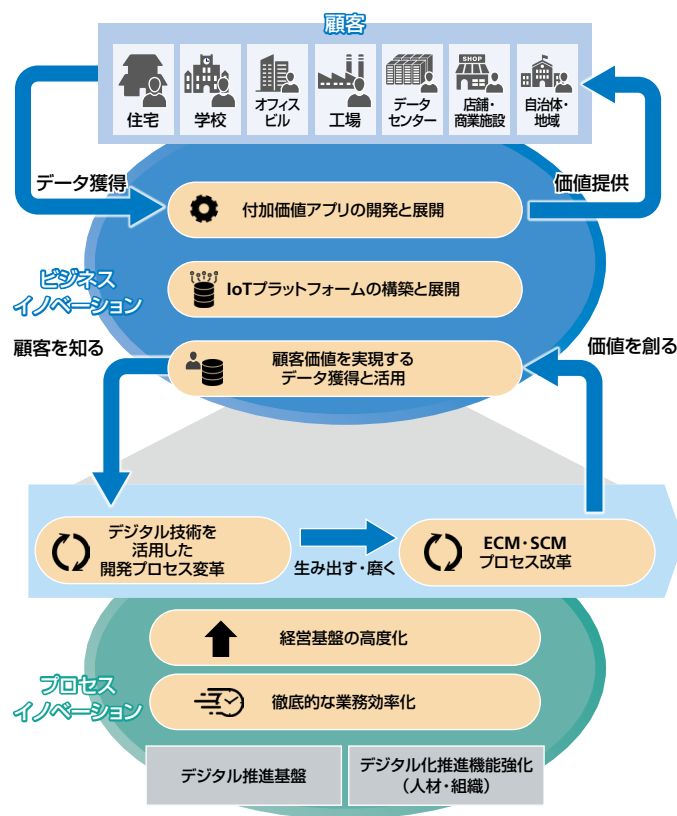 顧客
住宅
学校
オフィス
ビル
工場
データ
センター
SHOP
店舗・
商業施設
自治体・
地域
データ獲得
価値提供
付加価値アプリの開発と展開
ビジネス
イノベーション
IoTプラットフォームの構築と展開
顧客を知る
価値を創る
顧客価値を実現する
データ獲得と活用
デジタル技術を
活用した
開発プロセス変革
生み出す・磨く
ECM・SCM
プロセス改革
経営基盤の高度化
プロセス
イノベーション
徹底的な業務効率化
デジタル推進基盤
デジタル化推進機能強化
（人材・組織）